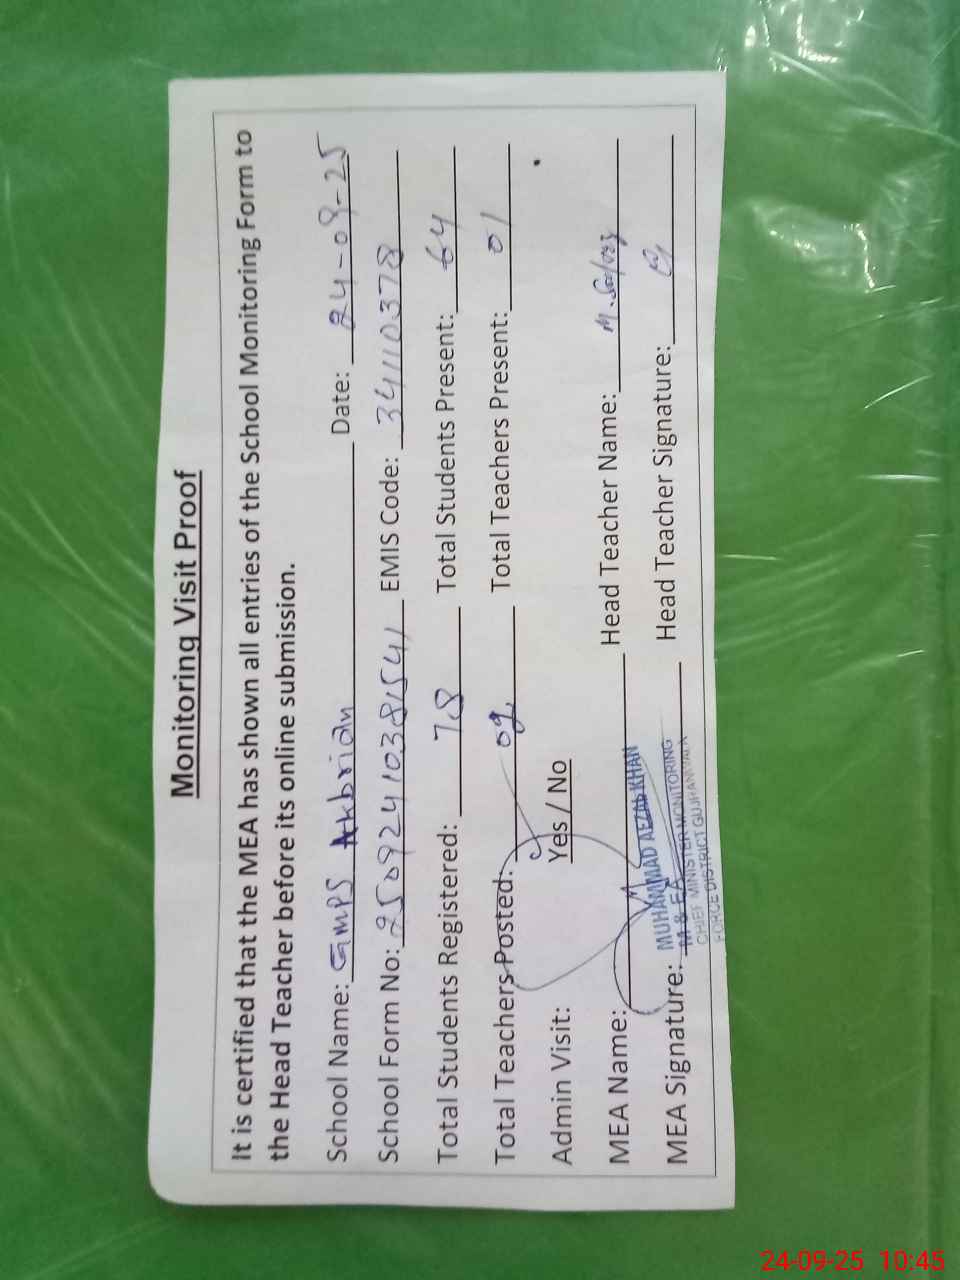 Monitoring Visit Proof
It is certified that the MEA has shown all entries of the School Monitoring Form to
the Head Teacher before its online submission.
School Name: GMPS Akbrian Date: 24-09-25
School Form No: 25092410381541 EMIS Code: 34110378
Total Students Registered: 78 Total Students Present: 64
Total Teachers Posted: Total Teachers Present: 01
Admin Visit: Yes / No
MEA Name: Head Teacher Name: M.
MEA Signature: Head Teacher Signature:
MUHAMMAD AFZAL KHAN
M & EA
CHIEF MINISTER MONITORING
FORCE DISTRICT GUJRANWALA
24-09-25 10:45